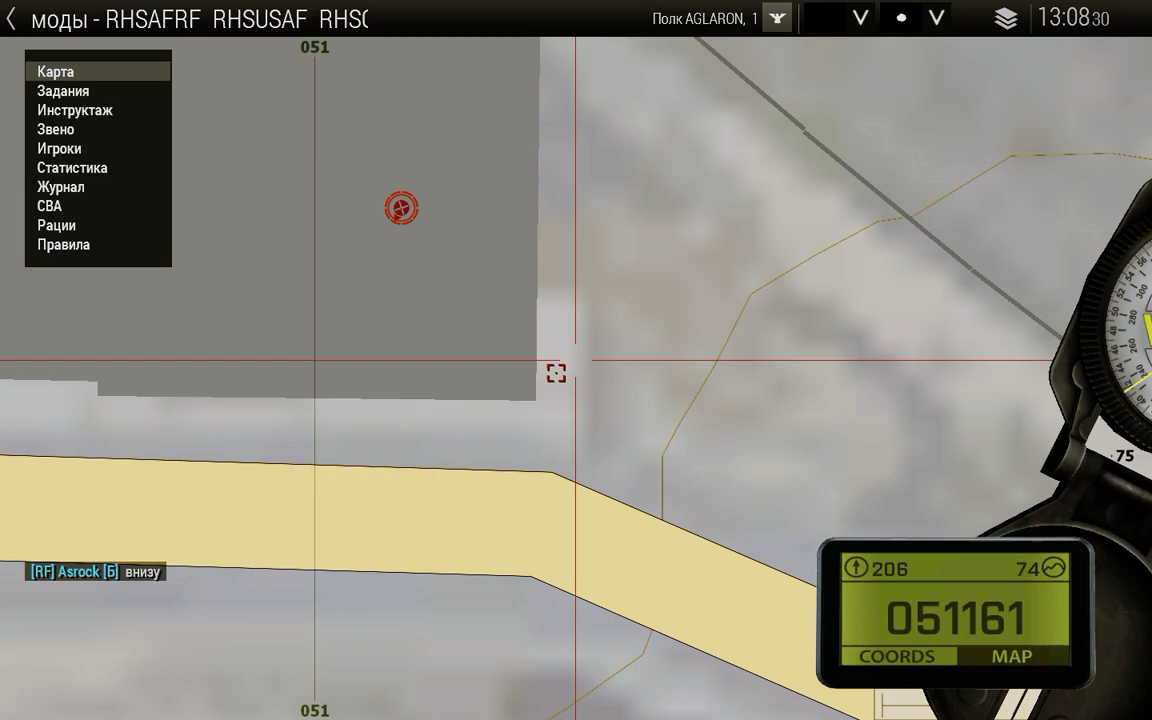 моды - RHSAFRF RHSUSAF RHS
Полк AGLARON, 1
V
V
13:08 30
051
Карта
Задания
Инструктаж
Звено
Игроки
Статистика
Журнал
СВА
Рации
Правила
75
[RF] Asrock [Б] внизу
206 74
051161
COORDS MAP
051